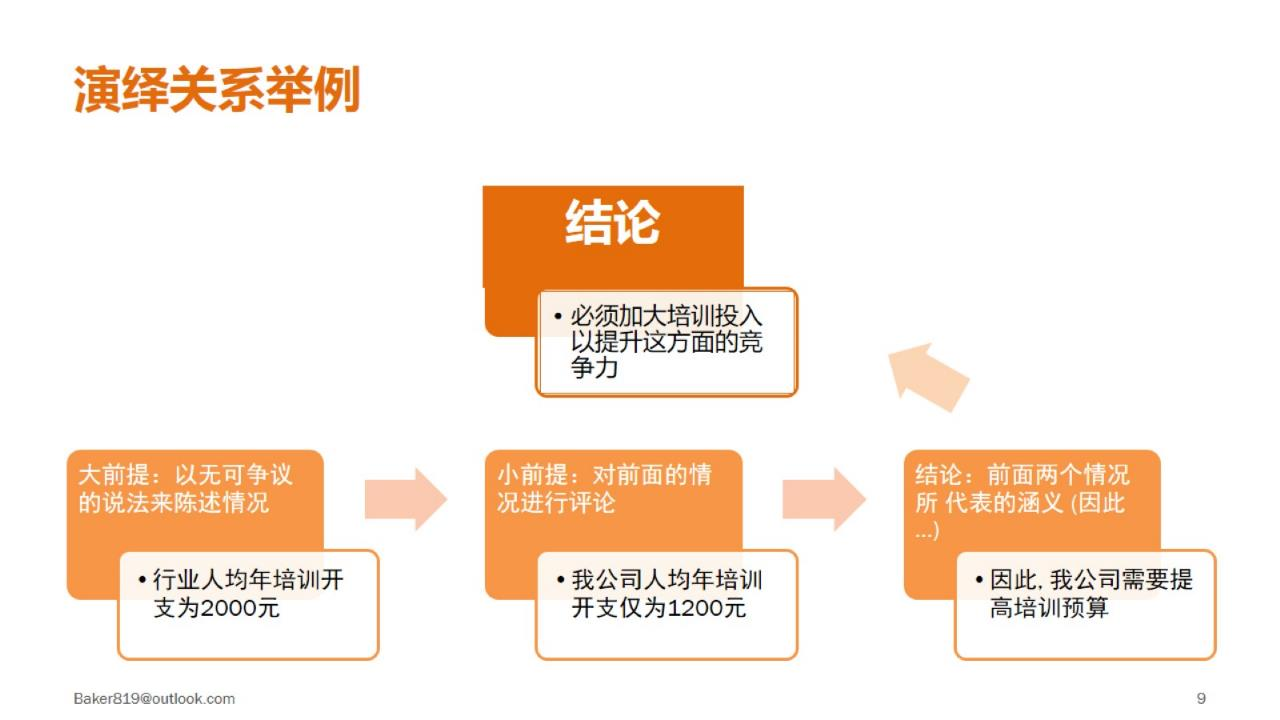 演绎关系举例
结论
• 必须加大培训投入
以提升这方面的竞
争力
大前提：以无可争议
的说法来陈述情况
• 行业人均年培训开
支为2000元
小前提：对前面的情
况进行评论
• 我公司人均年培训
开支仅为1200元
结论：前面两个情况
所 代表的涵义 (因此
...)
• 因此, 我公司需要提
高培训预算
Baker819@outlook.com
9